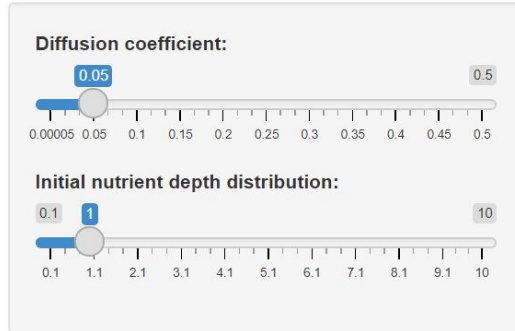 Diffusion coefficient:
0.05 0.5
0.00005 0.05 0.1 0.15 0.2 0.25 0.3 0.35 0.4 0.45 0.5
Initial nutrient depth distribution:
0.1 1 10
0.1 1.1 2.1 3.1 4.1 5.1 6.1 7.1 8.1 9.1 10